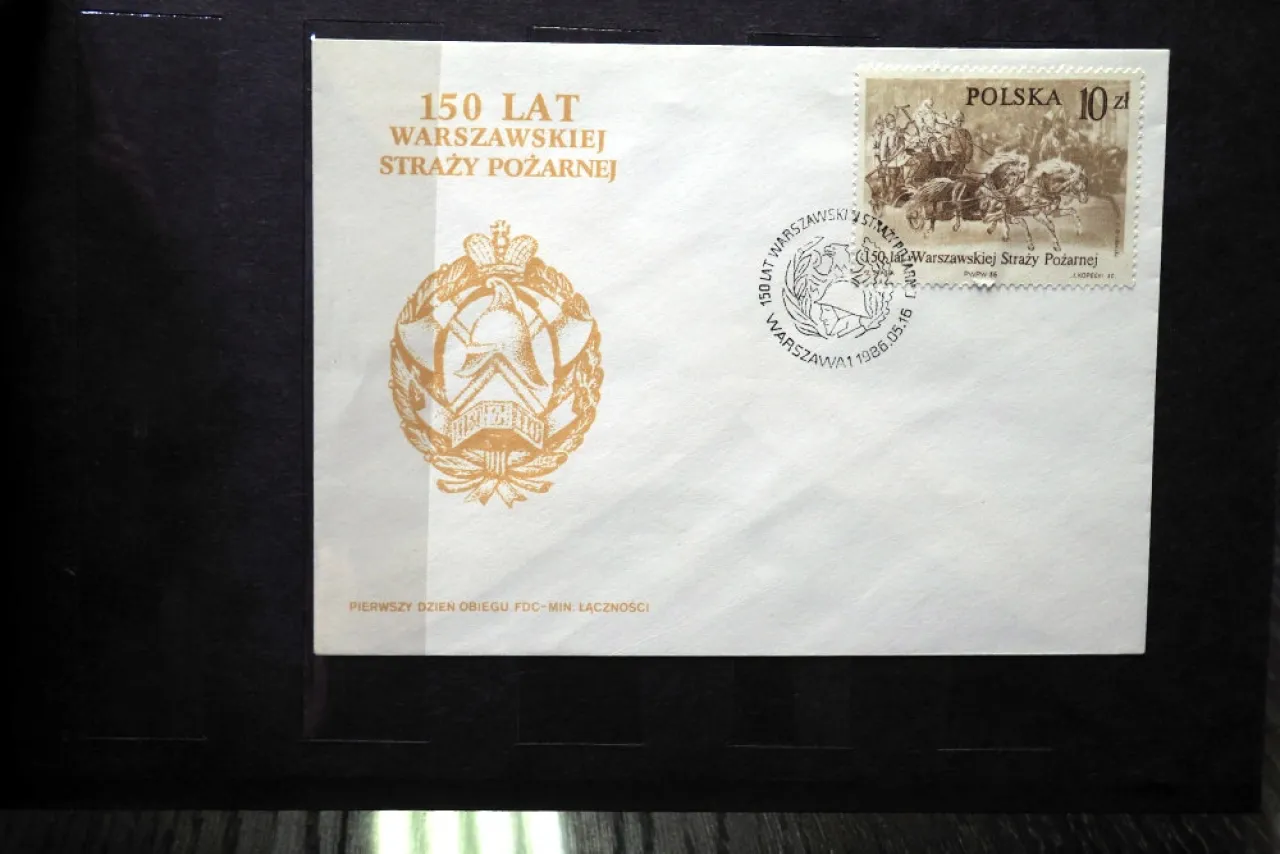 150 LAT
WARSZAWSKIEJ
STRAŻY POŻARNEJ
POLSKA 10 zł
150 lat Warszawskiej Straży Pożarnej
PWPW 86
150 LAT WARSZAWSKIEJ STRAŻY POŻARNEJ
WARSZAWA 1 1986.05.16
PIERWSZY DZIEŃ OBIEGU FDC-MIN. ŁĄCZNOŚCI